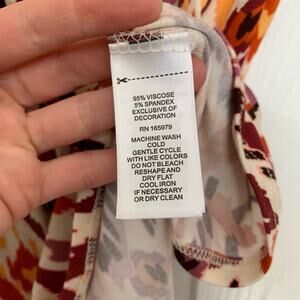 95% VISCOSE
5% SPANDEX
EXCLUSIVE OF
DECORATION
RN 165979
MACHINE WASH
COLD
GENTLE CYCLE
WITH LIKE COLORS
DO NOT BLEACH
RESHAPE AND
DRY FLAT
COOL IRON
IF NECESSARY
OR DRY CLEAN